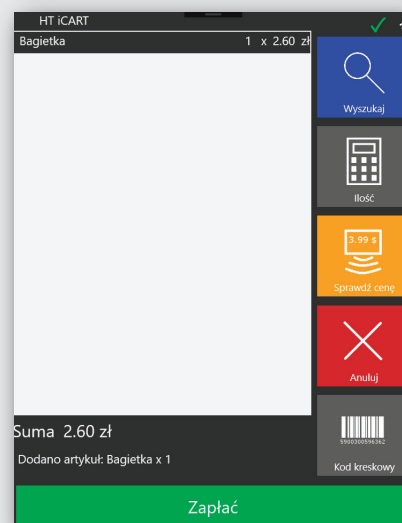 HT iCART
Bagietka 1 x 2.60 zł
Wyszukaj
Ilość
3.99 $
Sprawdź cenę
Anuluj
5900300596362
Kod kreskowy
Suma 2.60 zł
Dodano artykuł: Bagietka x 1
Zapłać